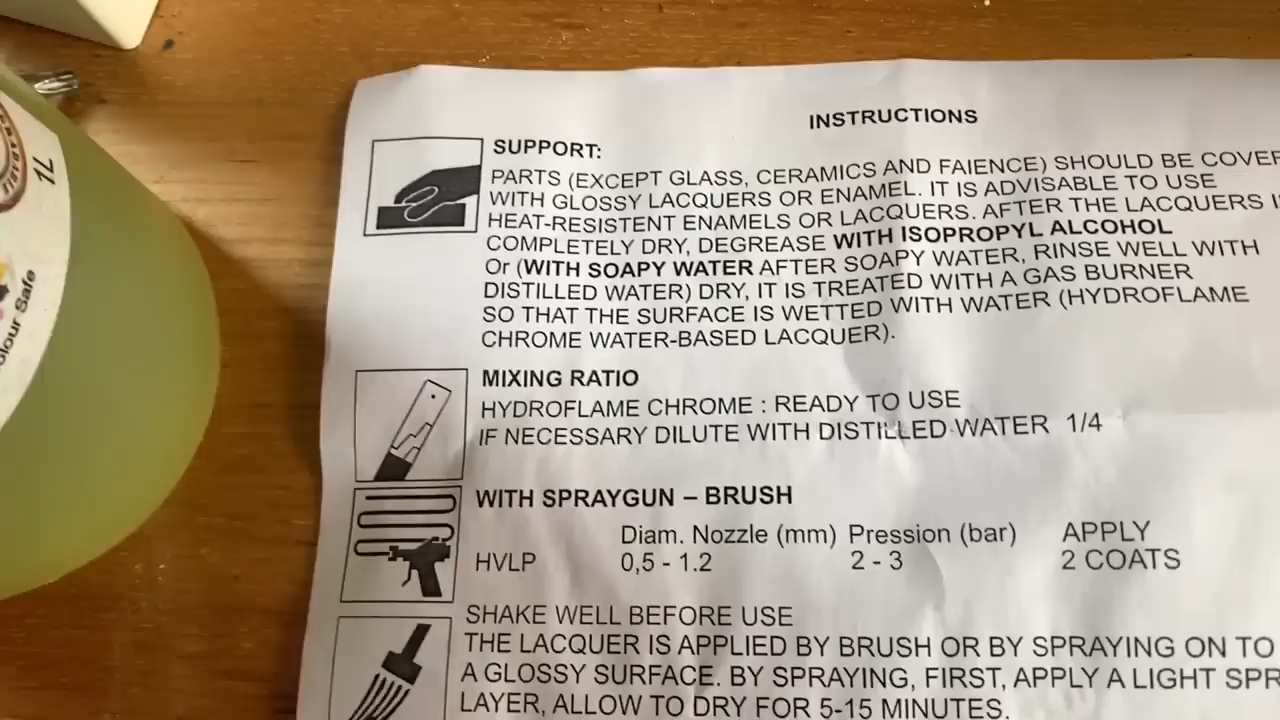 1L
Colour Safe
INSTRUCTIONS
SUPPORT:
PARTS (EXCEPT GLASS, CERAMICS AND FAIENCE) SHOULD BE
WITH GLOSSY LACQUERS OR ENAMEL. IT IS ADVISABLE TO USE
HEAT-RESISTENT ENAMELS OR LACQUERS. AFTER THE LACQUERS
COMPLETELY DRY, DEGREASE WITH ISOPROPYL ALCOHOL
Or (WITH SOAPY WATER AFTER SOAPY WATER, RINSE WELL WITH
DISTILLED WATER) DRY, IT IS TREATED WITH A GAS BURNER
SO THAT THE SURFACE IS WETTED WITH WATER (HYDROFLAME
CHROME WATER-BASED LACQUER).
MIXING RATIO
HYDROFLAME CHROME : READY TO USE
IF NECESSARY DILUTE WITH DISTILLED WATER 1/4
WITH SPRAYGUN – BRUSH
Diam. Nozzle (mm) Pression (bar) APPLY
HVLP 0,5 - 1.2 2 - 3 2 COATS
SHAKE WELL BEFORE USE
THE LACQUER IS APPLIED BY BRUSH OR BY SPRAYING ON TO
A GLOSSY SURFACE. BY SPRAYING, FIRST, APPLY A LIGHT
LAYER, ALLOW TO DRY FOR 5-15 MINUTES.